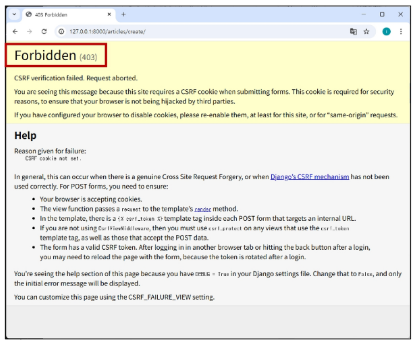 403 Forbidden
127.0.0.1:8000/articles/create/
Forbidden (403)
CSRF verification failed. Request aborted.
You are seeing this message because this site requires a CSRF cookie when submitting forms. This cookie is required for security
reasons, to ensure that your browser is not being hijacked by third parties.
If you have configured your browser to disable cookies, please re-enable them, at least for this site, or for "same-origin" requests.
Help
Reason given for failure:
CSRF cookie not set.
In general, this can occur when there is a genuine Cross Site Request Forgery, or when Django's CSRF mechanism has not been
used correctly. For POST forms, you need to ensure:
• Your browser is accepting cookies.
• The view function passes a request to the template's render method.
• In the template, there is a {% csrf_token %} template tag inside each POST form that targets an internal URL.
• If you are not using CsrfViewMiddleware, then you must use csrf_protect on any views that use the csrf_token
template tag, as well as those that accept the POST data.
• The form has a valid CSRF token. After logging in in another browser tab or hitting the back button after a login,
you may need to reload the page with the form, because the token is rotated after a login.
You're seeing the help section of this page because you have DEBUG = True in your Django settings file. Change that to False, and only
the initial error message will be displayed.
You can customize this page using the CSRF_FAILURE_VIEW setting.